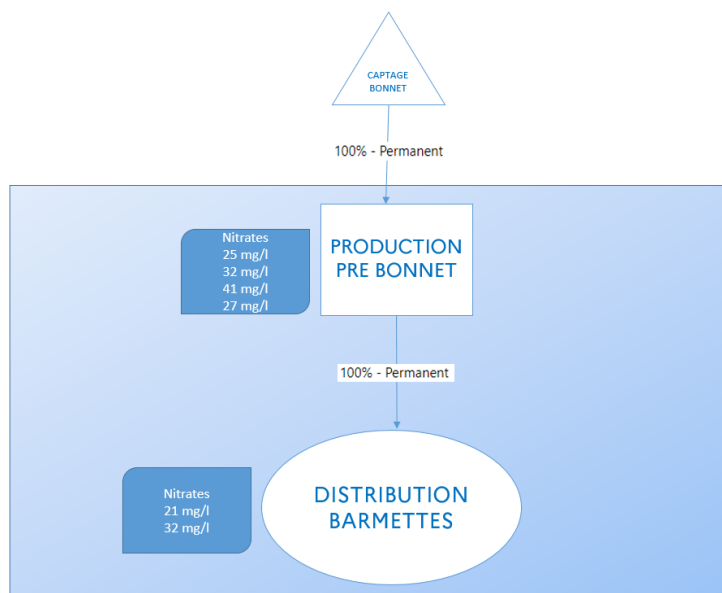 CAPTAGE
BONNET
100% - Permanent
Nitrates
25 mg/l
32 mg/l
41 mg/l
27 mg/l
PRODUCTION
PRE BONNET
100% - Permanent
Nitrates
21 mg/l
32 mg/l
DISTRIBUTION
BARMETTES